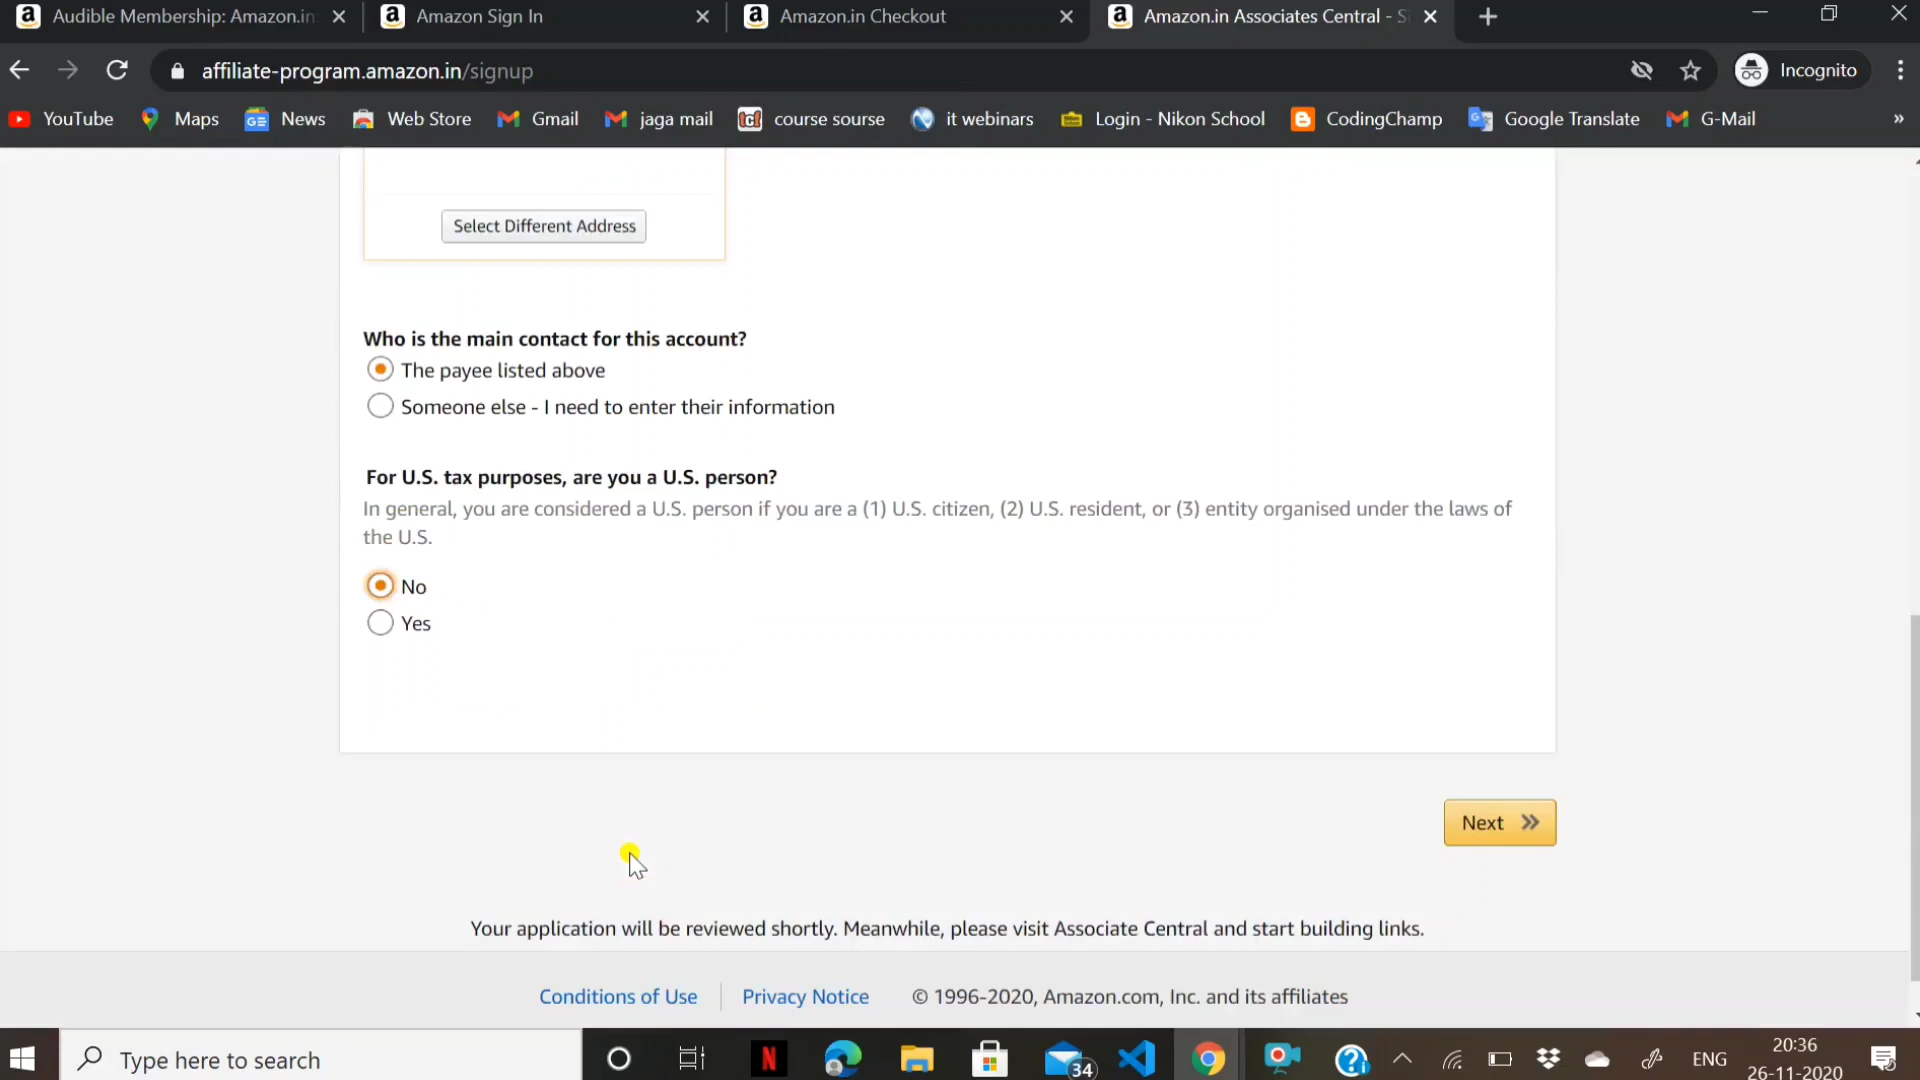 Audible Membership: Amazon.in
Amazon Sign In
Amazon.in Checkout
Amazon.in Associates Central - S
affiliate-program.amazon.in/signup
Incognito
YouTube
Maps
News
Web Store
Gmail
jaga mail
course sourse
it webinars
Login - Nikon School
CodingChamp
Google Translate
G-Mail
»
Select Different Address
Who is the main contact for this account?
The payee listed above
Someone else - I need to enter their information
For U.S. tax purposes, are you a U.S. person?
In general, you are considered a U.S. person if you are a (1) U.S. citizen, (2) U.S. resident, or (3) entity organised under the laws of
the U.S.
No
Yes
Next
Your application will be reviewed shortly. Meanwhile, please visit Associate Central and start building links.
Conditions of Use
Privacy Notice
© 1996-2020, Amazon.com, Inc. and its affiliates
Type here to search
34
ENG
20:36
26-11-2020